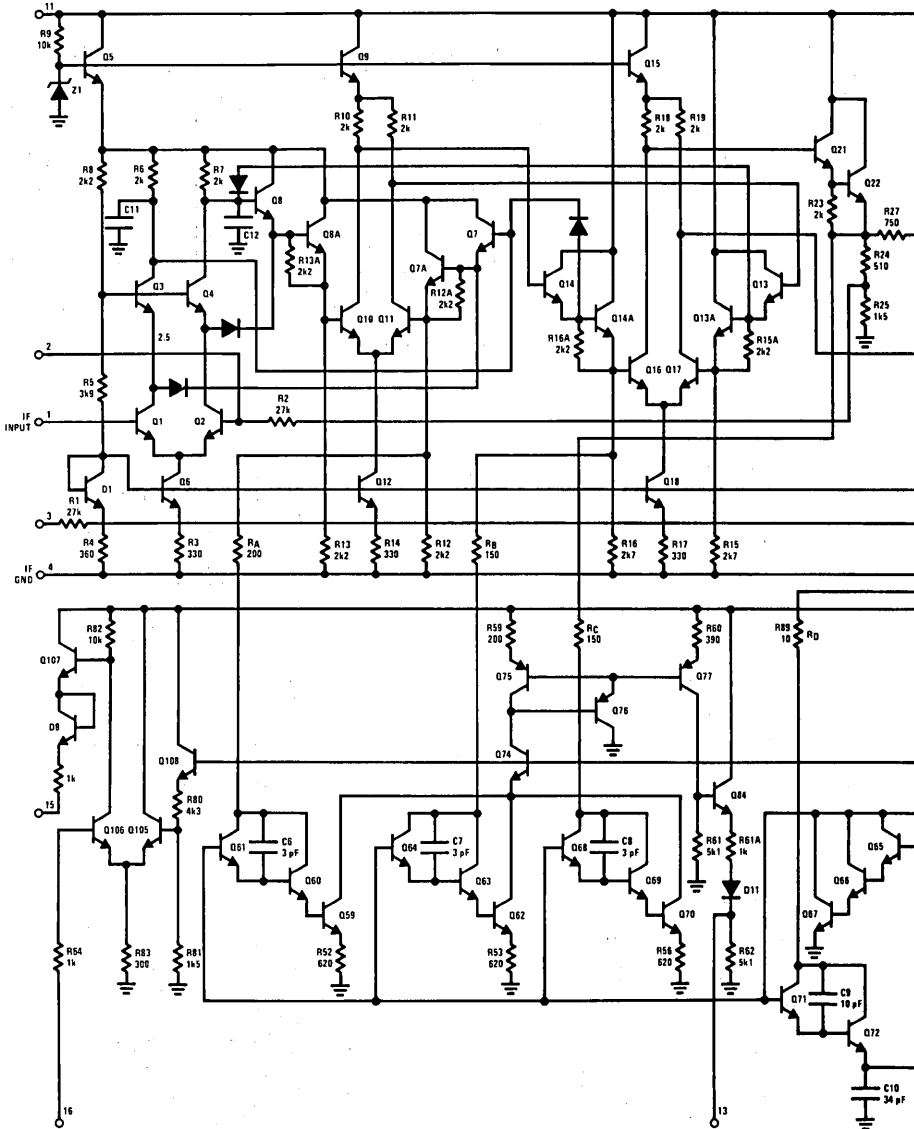 11
R9
10k
Q5
Q9
Q15
Z1
R10
2k
R11
2k
R18
2k
R19
2k
Q21
R8
2k2
R6
2k
R7
2k
Q8
Q22
C11
C12
Q8A
Q7
R23
2k
R27
750
R13A
2k2
Q7A
R12A
2k2
R24
510
Q3
Q4
Q14
Q13
Q10
Q11
Q14A
Q13A
R25
1k5
2.5
R16A
2k2
R15A
2k2
2
Q16
Q17
R5
3k9
R2
27k
IF
INPUT
1
Q1
Q2
D1
Q6
Q12
Q18
R1
27k
3
R4
360
R3
330
RA
200
R13
2k2
R14
330
R12
2k2
RB
150
R16
2k7
R17
330
R15
2k7
IF
GND
4
R82
10k
R59
200
RC
150
R60
390
R89
10
RD
Q107
Q75
Q77
Q76
D8
Q108
Q74
1k
R80
4k3
Q84
15
Q106
Q105
Q61
C6
3 pF
Q64
C7
3 pF
Q68
C8
3 pF
R61
5k1
R61A
1k
Q65
Q60
Q63
Q69
D11
Q66
Q59
Q62
Q70
Q67
R54
1k
R83
300
R81
1k5
R52
620
R53
620
R56
620
R62
5k1
Q71
C9
10 pF
Q72
C10
34 pF
16
13